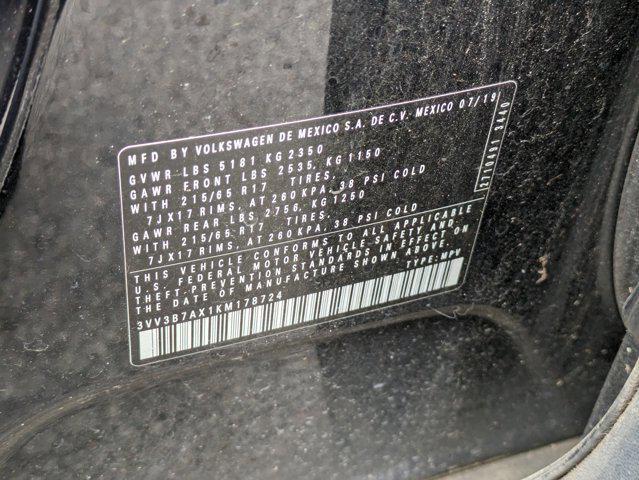 MFD BY VOLKSWAGEN DE MEXICO S.A. DE C.V. MEXICO 07/19
GVWR LBS 5181 KG 2350
GAWR FRONT LBS 2535, KG 1150
WITH 215/65 R17 TIRES,
7JX17 RIMS, AT 260 KPA, 38 PSI COLD
GAWR REAR LBS, 2756, KG 1250
WITH 215/65 R17 TIRES,
7JX17 RIMS, AT 260 KPA, 38 PSI COLD
THIS VEHICLE CONFORMS TO ALL APPLICABLE
U.S. FEDERAL MOTOR VEHICLE SAFETY AND
THEFT-PREVENTION STANDARDS IN EFFECT ON
THE DATE OF MANUFACTURE SHOWN ABOVE.
3VV3B7AX1KM178724 TYPE: MPV
3440